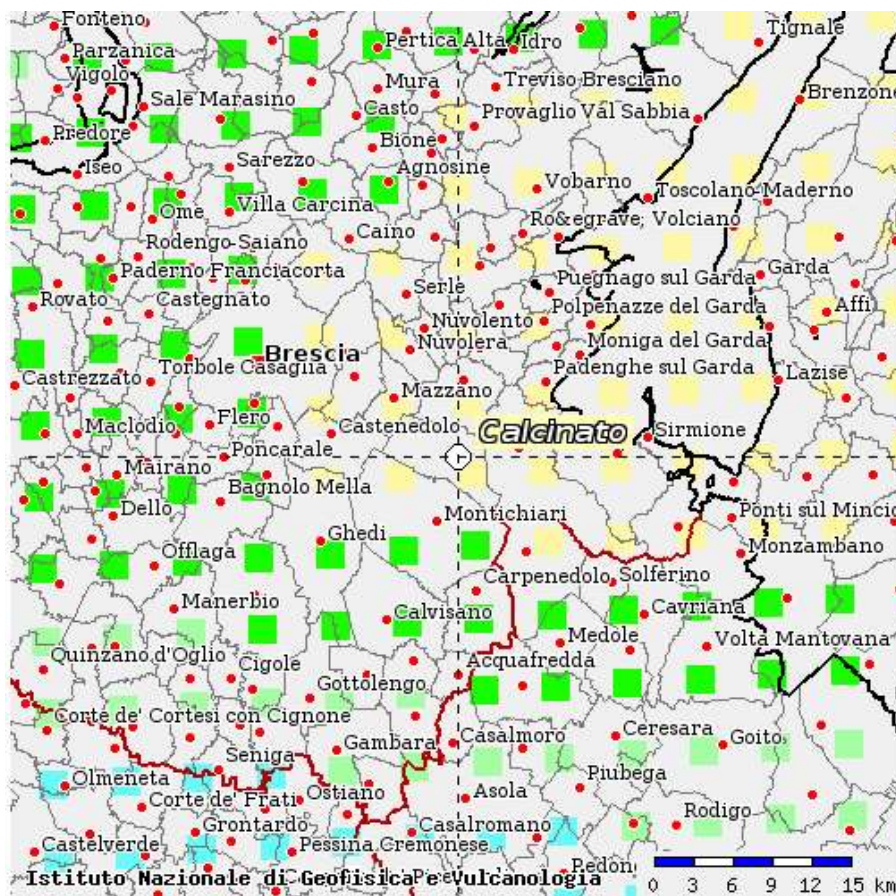 Fonteno
Tignale
Pertica Alta
Idro
Parzanica
Vigolo
Mura
Treviso Bresciano
Brenzone
Sale Marasino
Casto
Provaglio Val Sabbia
Predore
Bione
Iseo
Sarezzo
Agnosine
Vobarno
Toscolano-Maderno
Ome
Villa Carcina
Ro&egrave; Volciano
Caino
Rodengo-Saiano
Paderno Franciacorta
Puegnago sul Garda
Garda
Rovato
Castegnato
Serle
Polpenazze del Garda
Affi
Nuvolento
Nuvolera
Moniga del Garda
Brescia
Torbole Casaglia
Padenghe sul Garda
Castrezzato
Mazzano
Lazise
Maclodio
Flero
Castenedolo
Calcinato
Sirmione
Poncarale
Mairano
Bagnolo Mella
Dello
Montichiari
Ponti sul Mincio
Ghedi
Monzambano
Offlaga
Carpenedolo
Solferino
Manerbio
Calvisano
Cavriana
Medole
Volta Mantovana
Quinzano d'Oglio
Cigole
Acquafredda
Gottolengo
Corte de' Cortesi con Cignone
Gambara
Casalmoro
Ceresara
Goito
Seniga
Olmeneta
Ostiano
Asola
Piubega
Corte de' Frati
Grontardo
Casalromano
Rodigo
Castelverde
Pessina Cremonese
Istituto Nazionale di Geofisica e Vulcanologia
0 3 6 9 12 15 km